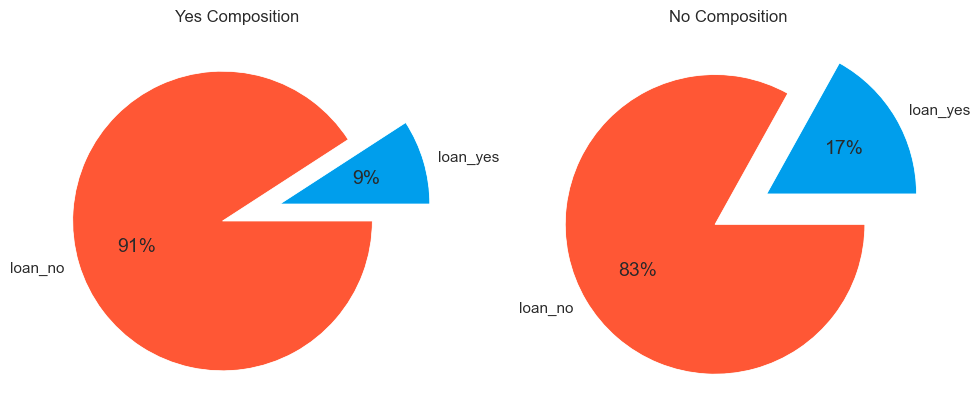 Yes Composition
loan_yes
9%
91%
loan_no
No Composition
loan_yes
17%
83%
loan_no